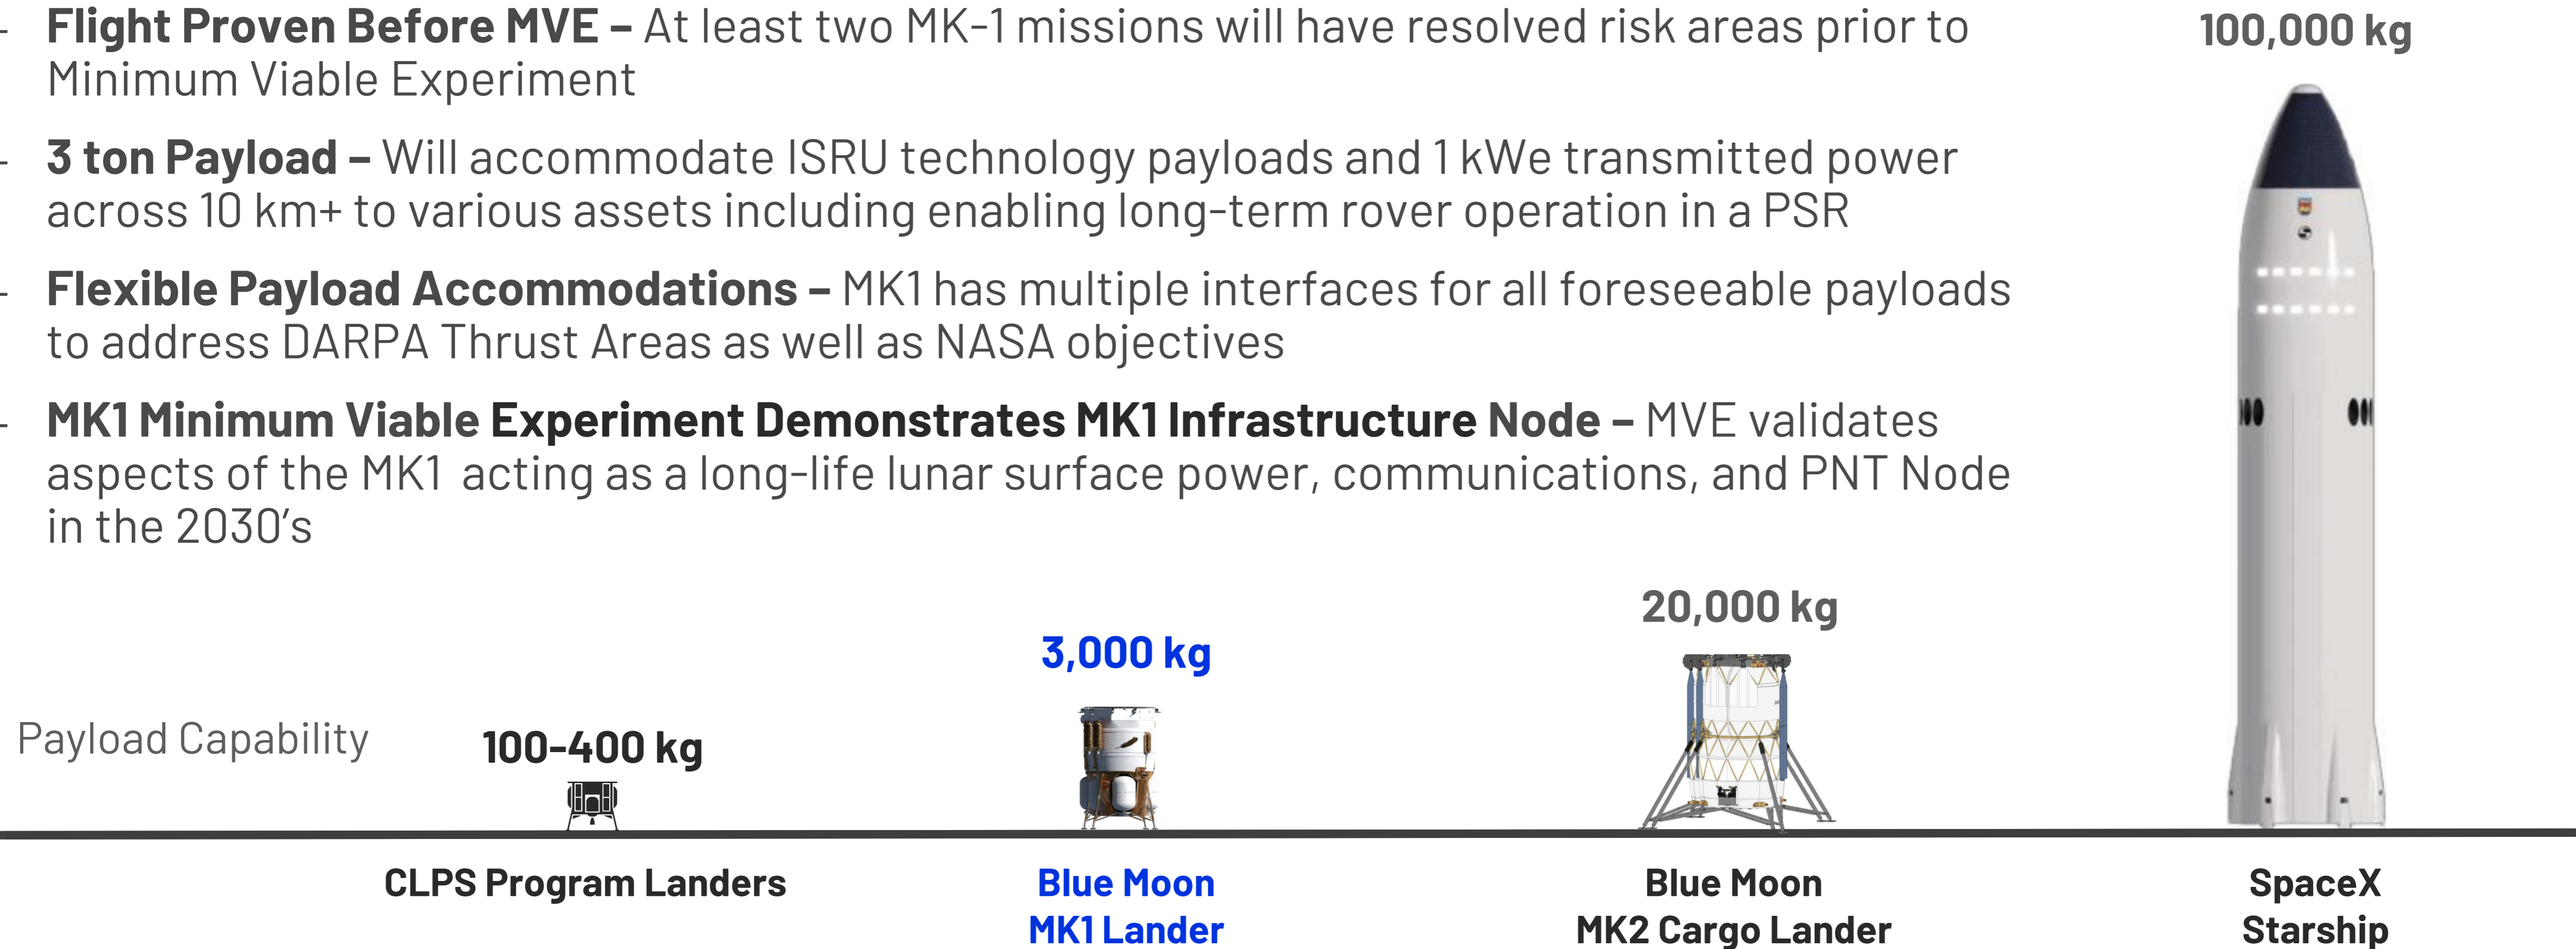 - Flight Proven Before MVE – At least two MK-1 missions will have resolved risk areas prior to
Minimum Viable Experiment
- 3 ton Payload – Will accommodate ISRU technology payloads and 1 kWe transmitted power
across 10 km+ to various assets including enabling long-term rover operation in a PSR
- Flexible Payload Accommodations – MK1 has multiple interfaces for all foreseeable payloads
to address DARPA Thrust Areas as well as NASA objectives
- MK1 Minimum Viable Experiment Demonstrates MK1 Infrastructure Node – MVE validates
aspects of the MK1 acting as a long-life lunar surface power, communications, and PNT Node
in the 2030's
Payload Capability
100-400 kg
CLPS Program Landers
3,000 kg
Blue Moon
MK1 Lander
20,000 kg
Blue Moon
MK2 Cargo Lander
100,000 kg
SpaceX
Starship